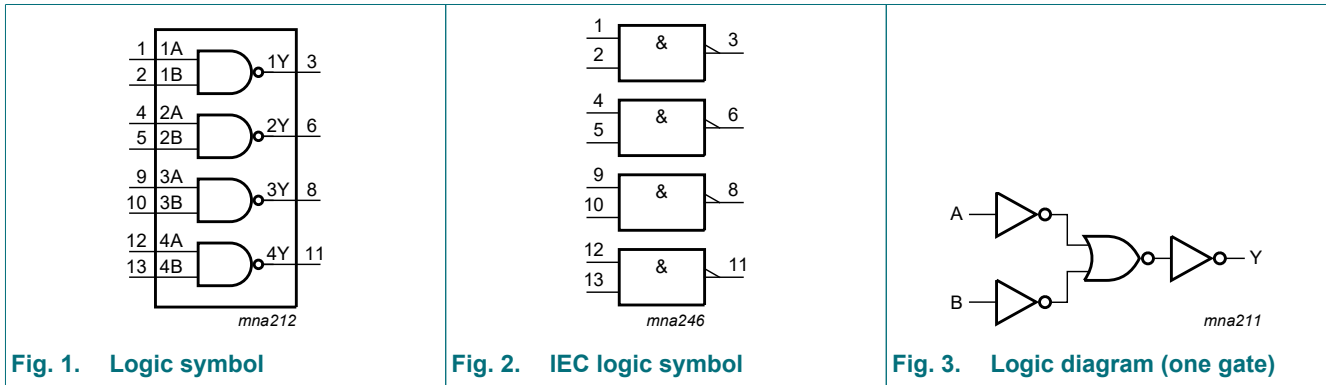 1 1A
1Y 3
2 1B
4 2A
2Y 6
5 2B
9 3A
3Y 8
10 3B
12 4A
4Y 11
13 4B
mna212
Fig. 1. Logic symbol
1
&
3
2
4
&
6
5
9
&
8
10
12
&
11
13
mna246
Fig. 2. IEC logic symbol
A
Y
B
mna211
Fig. 3. Logic diagram (one gate)